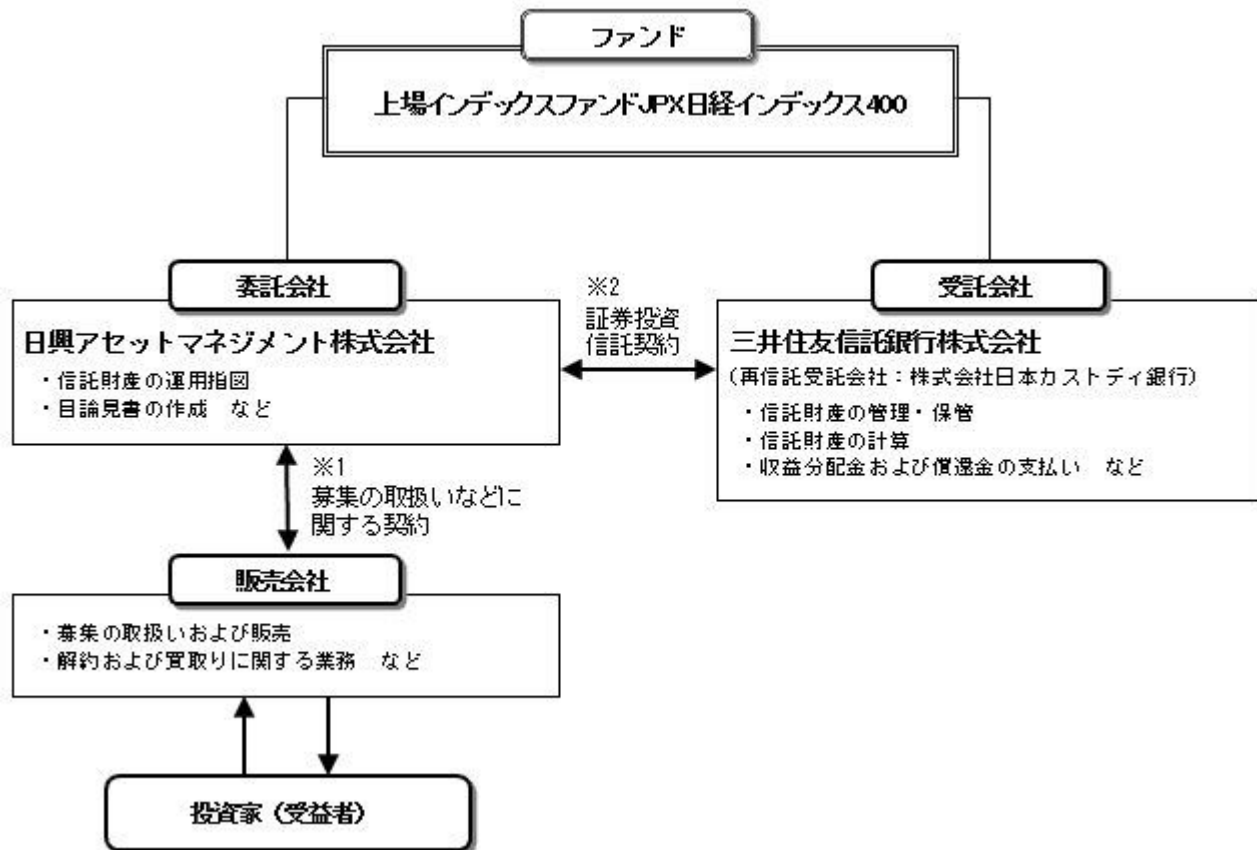 ファンド
上場インデックスファンドJPX日経インデックス400
委託会社
日興アセットマネジメント株式会社
・信託財産の運用指図
・目論見書の作成　など
※2
証券投資
信託契約
受託会社
三井住友信託銀行株式会社
(再信託受託会社：株式会社日本カストディ銀行)
・信託財産の管理・保管
・信託財産の計算
・収益分配金および償還金の支払い　など
※1
募集の取扱いなどに
関する契約
販売会社
・募集の取扱いおよび販売
・解約および買取りに関する業務　など
投資家（受益者）